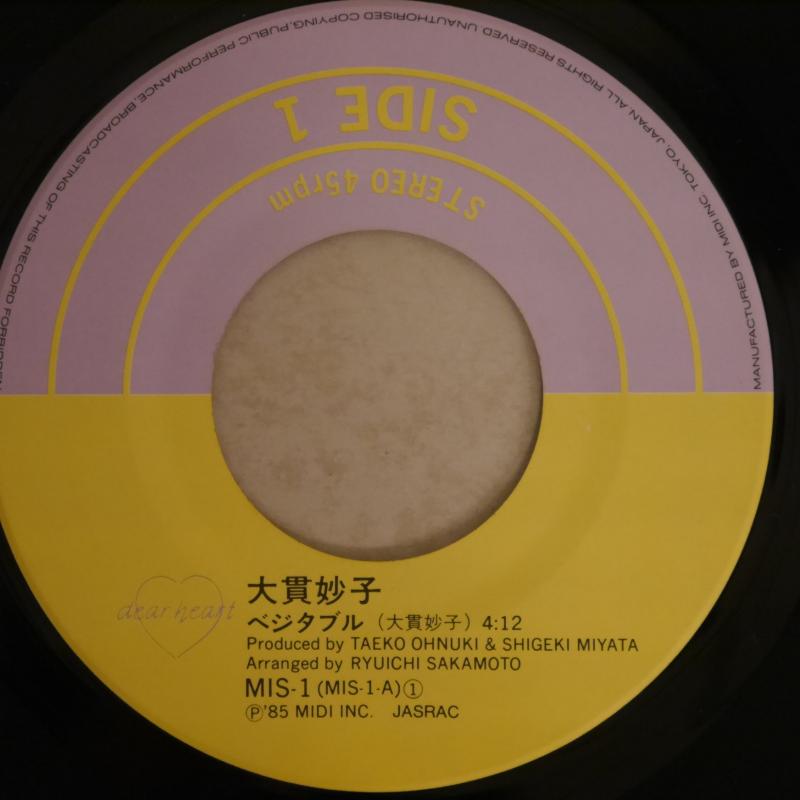 SIDE 1
STEREO 45rpm
dear heart
大貫妙子
ベジタブル（大貫妙子）4:12
Produced by TAEKO OHNUKI & SHIGEKI MIYATA
Arranged by RYUICHI SAKAMOTO
MIS-1 (MIS-1-A)①
Ⓟ'85 MIDI INC. JASRAC
MANUFACTURED BY MIDI INC. TOKYO, JAPAN. ALL RIGHTS RESERVED UNAUTHORISED COPYING, PUBLIC PERFORMANCE, BROADCASTING OF THIS RECORD FORBIDDEN